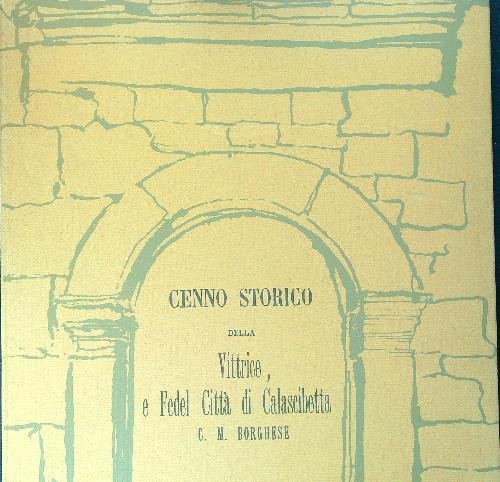 CENNO STORICO
DELLA
Vittrice,
e Fedel Città di Calascibetta
C. M. BORGHESE